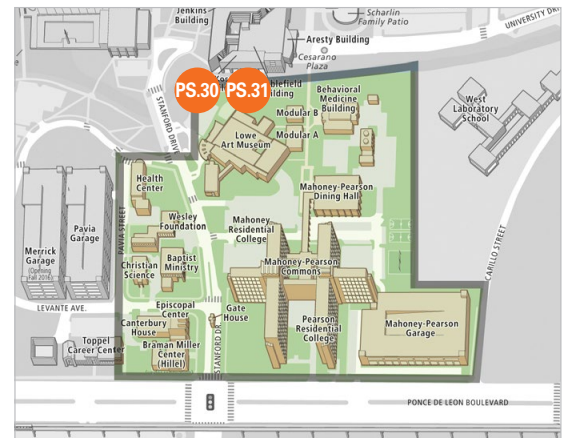 Jenkins
Building
Scharlin
Family Patio
Aresty Building
UNIVERSITY DR
Cesarano
Plaza
PS.30
PS.31
STANFORD DRIVE
Behavioral
Medicine
Building
Modular B
Modular A
Lowe
Art Museum
West
Laboratory
School
Health
Center
Mahoney-Pearson
Dining Hall
PAVIA STREET
Wesley
Foundation
Mahoney
Residential
College
Pavia
Garage
Merrick
Garage
(Opening
Fall 2016)
Christian
Science
Baptist
Ministry
Mahoney-Pearson
Commons
CARILLO STREET
LEVANTE AVE.
Episcopal
Center
Canterbury
House
Gate
House
Pearson
Residential
College
Mahoney-Pearson
Garage
Toppel
Career Center
Braman Miller
Center
(Hillel)
STANFORD DR.
PONCE DE LEON BOULEVARD